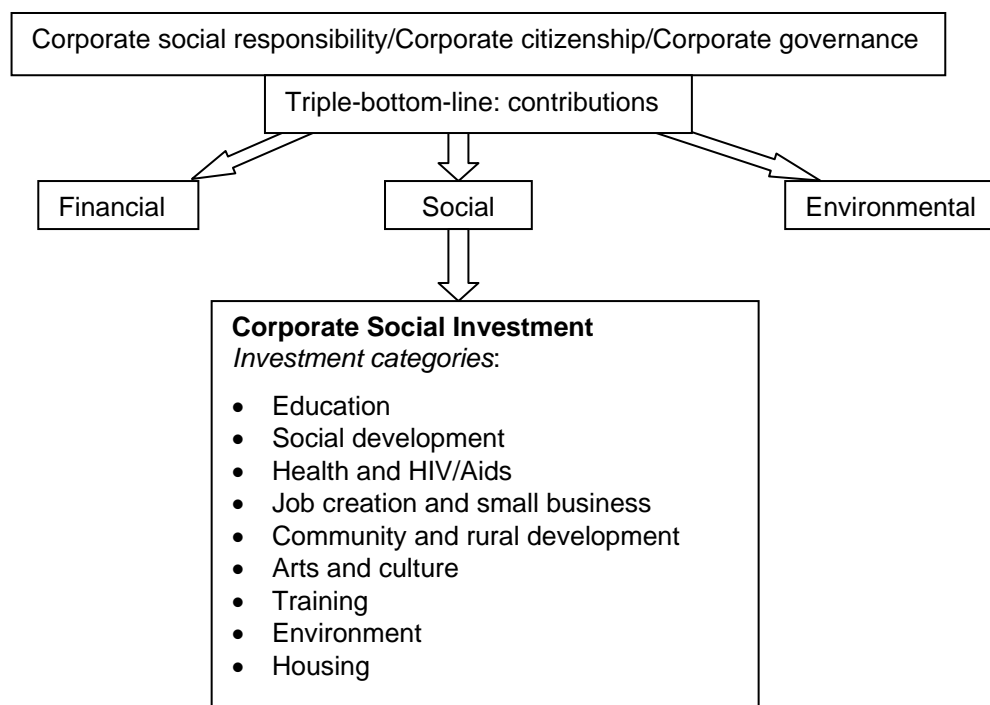 Corporate social responsibility/Corporate citizenship/Corporate governance
Triple-bottom-line: contributions
Financial
Social
Environmental
Corporate Social Investment
Investment categories:
• Education
• Social development
• Health and HIV/Aids
• Job creation and small business
• Community and rural development
• Arts and culture
• Training
• Environment
• Housing